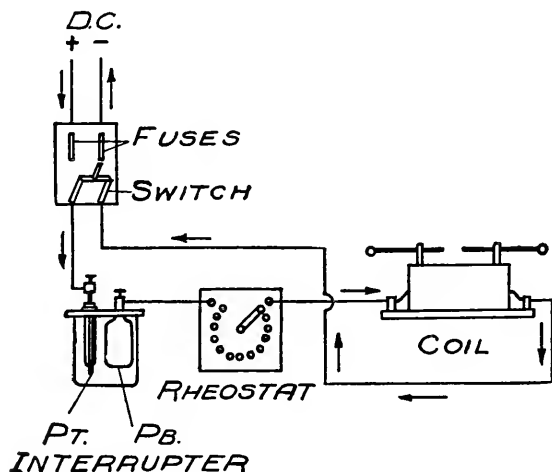 D.C.
+ −
FUSES
SWITCH
COIL
RHEOSTAT
PT. PB.
INTERRUPTER